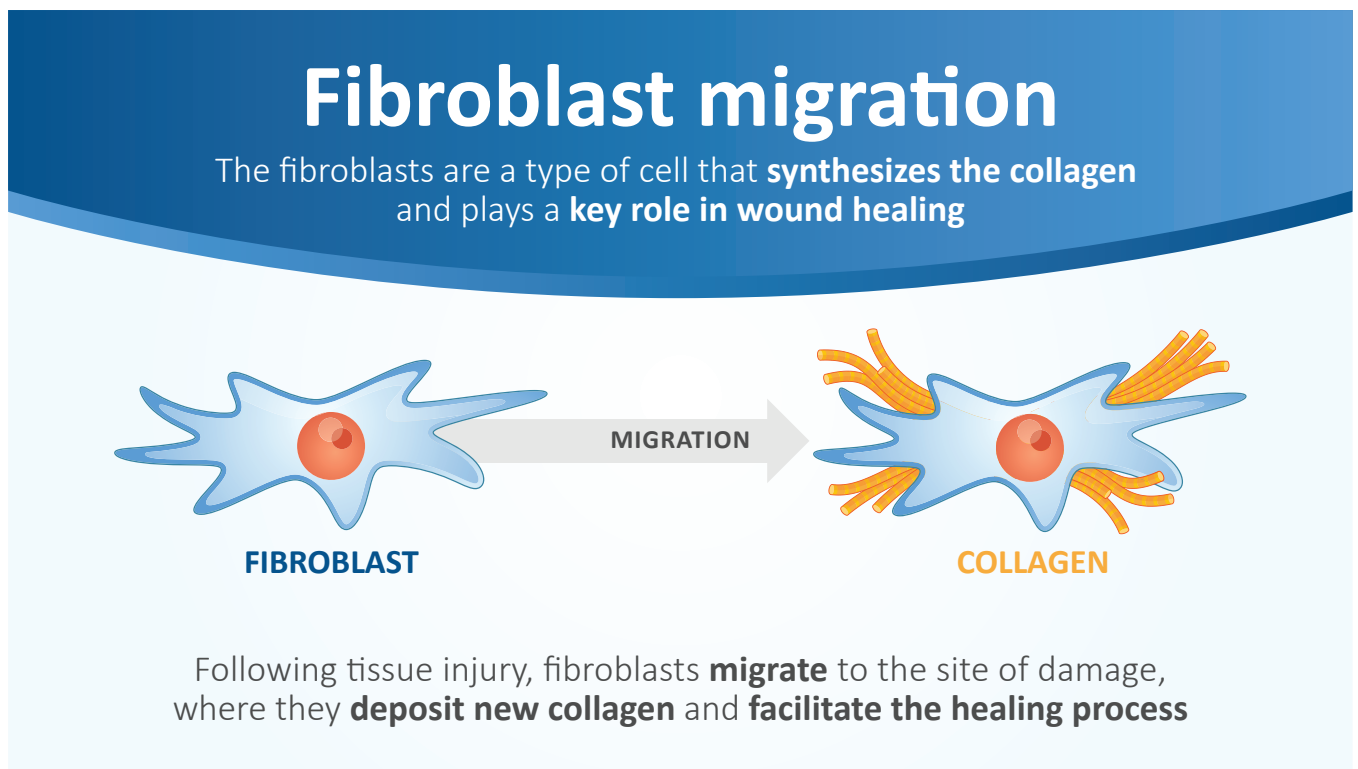 Fibroblast migration
The fibroblasts are a type of cell that synthesizes the collagen
and plays a key role in wound healing
MIGRATION
FIBROBLAST
COLLAGEN
Following tissue injury, fibroblasts migrate to the site of damage,
where they deposit new collagen and facilitate the healing process